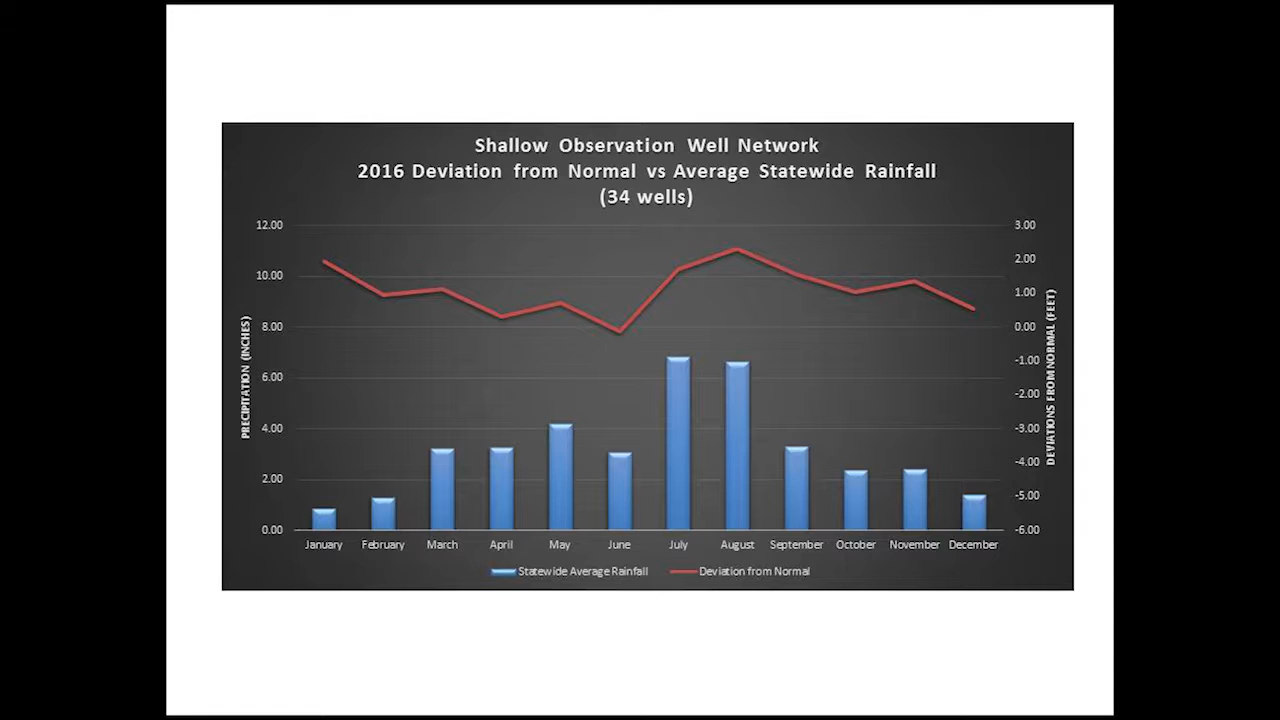 Shallow Observation Well Network
2016 Deviation from Normal vs Average Statewide Rainfall
(34 wells)
PRECIPITATION (INCHES)
12.00
10.00
8.00
6.00
4.00
2.00
0.00
3.00
2.00
1.00
0.00
-1.00
-2.00
-3.00
-4.00
-5.00
-6.00
DEVIATIONS FROM NORMAL (FEET)
January February March April May June July August September October November December
Statewide Average Rainfall Deviation from Normal